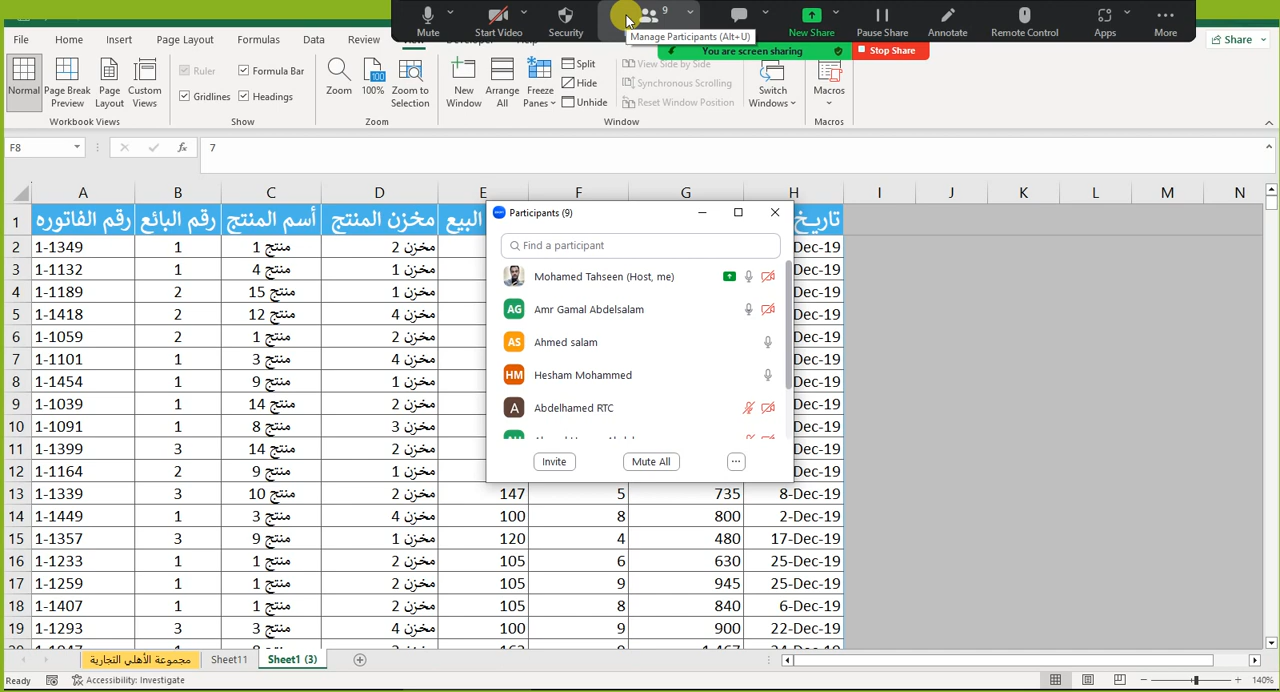 9
Mute
Start Video
Security
New Share
Pause Share
Annotate
Remote Control
Apps
More
Manage Participants (Alt+U)
You are screen sharing
Stop Share
File
Home
Insert
Page Layout
Formulas
Data
Review
Share
Normal
Page Break Preview
Page Layout
Custom Views
Workbook Views
Ruler
Formula Bar
Gridlines
Headings
Show
Zoom
100
100%
Zoom to Selection
Zoom
New Window
Arrange All
Freeze Panes
Split
Hide
Unhide
View Side by Side
Synchronous Scrolling
Reset Window Position
Window
Switch Windows
Macros
Macros
F8
fx
7
A B C D E F G H I J K L M N
1 رقم الفاتوره رقم البائع أسم المنتج مخزن المنتج البيع تاريخ
2 1-1349 1 منتج 1 مخزن 2 Dec-19
3 1-1132 1 منتج 4 مخزن 1 Dec-19
4 1-1189 2 منتج 15 مخزن 1 Dec-19
5 1-1418 2 منتج 12 مخزن 4 Dec-19
6 1-1059 2 منتج 1 مخزن 2 Dec-19
7 1-1101 1 منتج 3 مخزن 4 Dec-19
8 1-1454 1 منتج 9 مخزن 1 Dec-19
9 1-1039 1 منتج 14 مخزن 2 Dec-19
10 1-1091 1 منتج 8 مخزن 3 Dec-19
11 1-1399 3 منتج 14 مخزن 2 Dec-19
12 1-1164 2 منتج 9 مخزن 1 Dec-19
13 1-1339 3 منتج 10 مخزن 2 147 5 735 8-Dec-19
14 1-1449 1 منتج 3 مخزن 4 100 8 800 2-Dec-19
15 1-1357 3 منتج 9 مخزن 1 120 4 480 17-Dec-19
16 1-1233 1 منتج 1 مخزن 2 105 6 630 25-Dec-19
17 1-1259 1 منتج 1 مخزن 2 105 9 945 25-Dec-19
18 1-1407 1 منتج 1 مخزن 2 105 8 840 6-Dec-19
19 1-1293 3 منتج 3 مخزن 4 100 9 900 22-Dec-19
Participants (9)
Find a participant
Mohamed Tahseen (Host, me)
AG Amr Gamal Abdelsalam
AS Ahmed salam
HM Hesham Mohammed
A Abdelhamed RTC
Invite
Mute All
مجموعة الأهلي التجارية
Sheet11
Sheet1 (3)
Ready
Accessibility: Investigate
140%